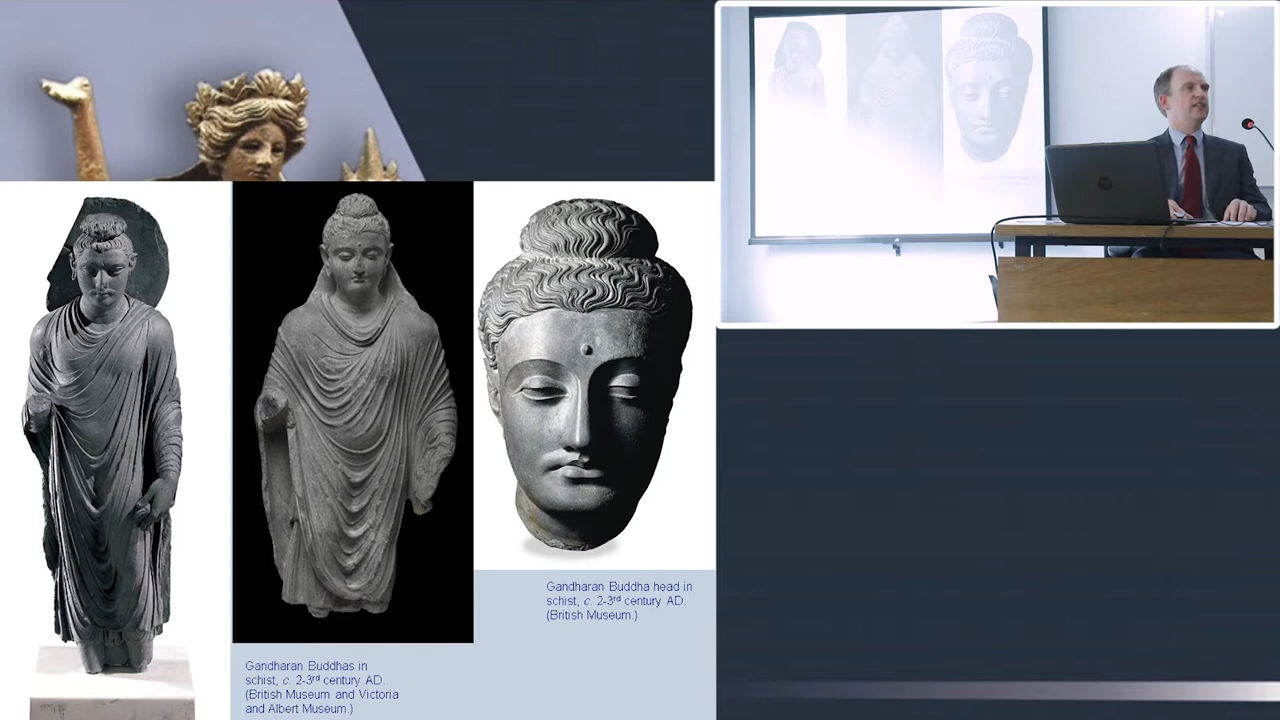 Gandharan Buddha head in
schist, c. 2-3rd century AD.
(British Museum.)
Gandharan Buddhas in
schist, c. 2-3rd century AD.
(British Museum and Victoria
and Albert Museum.)